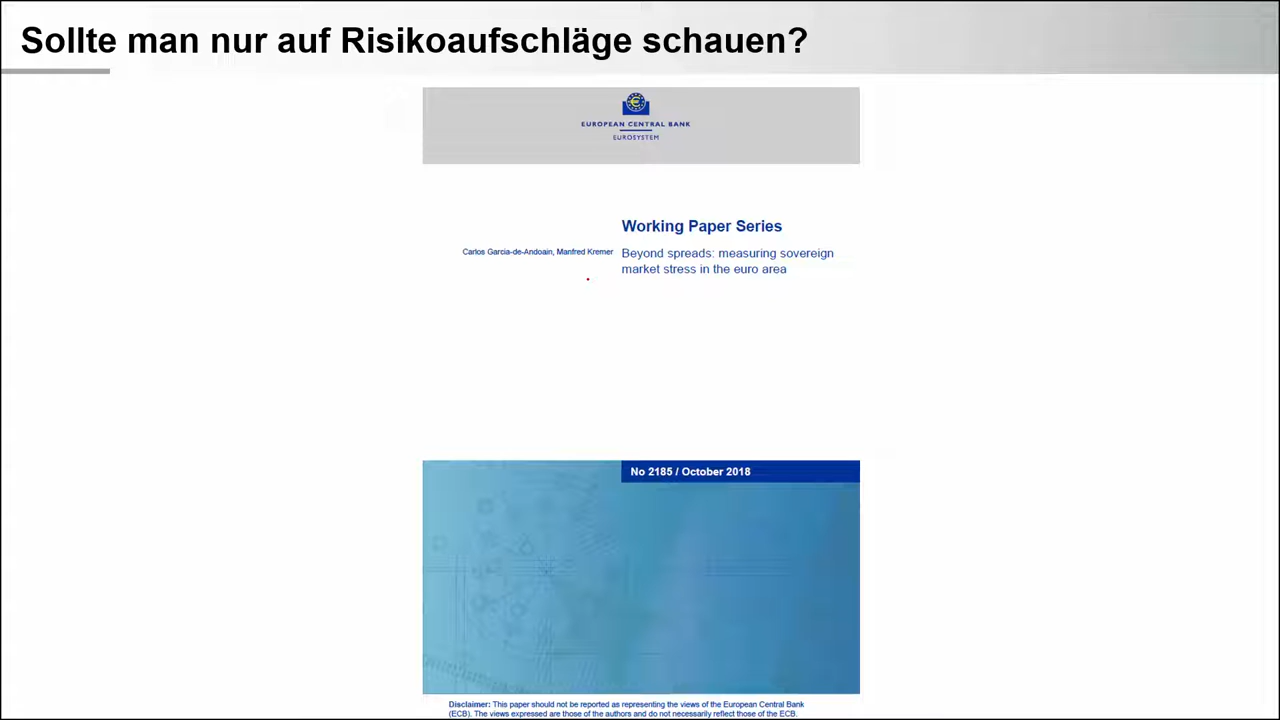 Sollte man nur auf Risikoaufschläge schauen?
EUROPEAN CENTRAL BANK
EUROSYSTEM
Working Paper Series
Carlos Garcia-de-Andoain, Manfred Kremer
Beyond spreads: measuring sovereign
market stress in the euro area
No 2185 / October 2018
Disclaimer: This paper should not be reported as representing the views of the European Central Bank
(ECB). The views expressed are those of the authors and do not necessarily reflect those of the ECB.